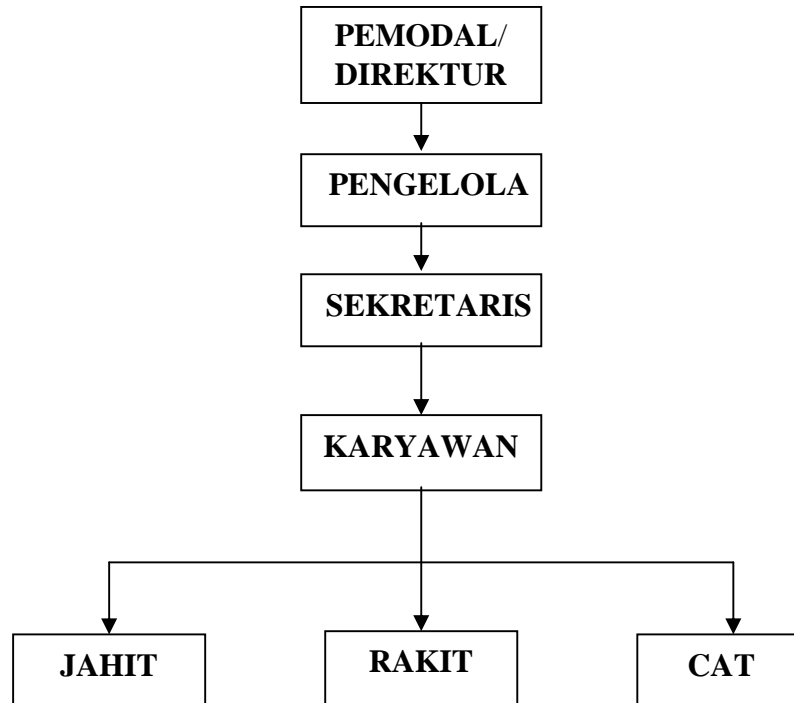 PEMODAL/
DIREKTUR
PENGELOLA
SEKRETARIS
KARYAWAN
JAHIT
RAKIT
CAT